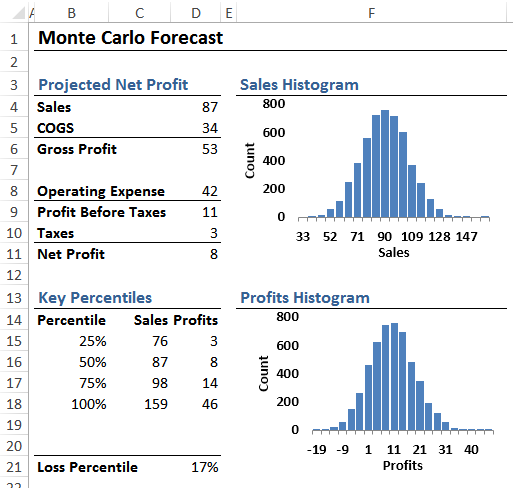 A B C D E F
1 Monte Carlo Forecast
2
3 Projected Net Profit Sales Histogram
4 Sales 87
5 COGS 34
6 Gross Profit 53
7
8 Operating Expense 42
9 Profit Before Taxes 11
10 Taxes 3
11 Net Profit 8
12
800
600
400
200
0
Count
33 52 71 90 109 128 147
Sales
13 Key Percentiles Profits Histogram
14 Percentile Sales Profits
15 25% 76 3
16 50% 87 8
17 75% 98 14
18 100% 159 46
19
20
21 Loss Percentile 17%
22
800
600
400
200
0
Count
-19 -9 1 11 21 31 40
Profits